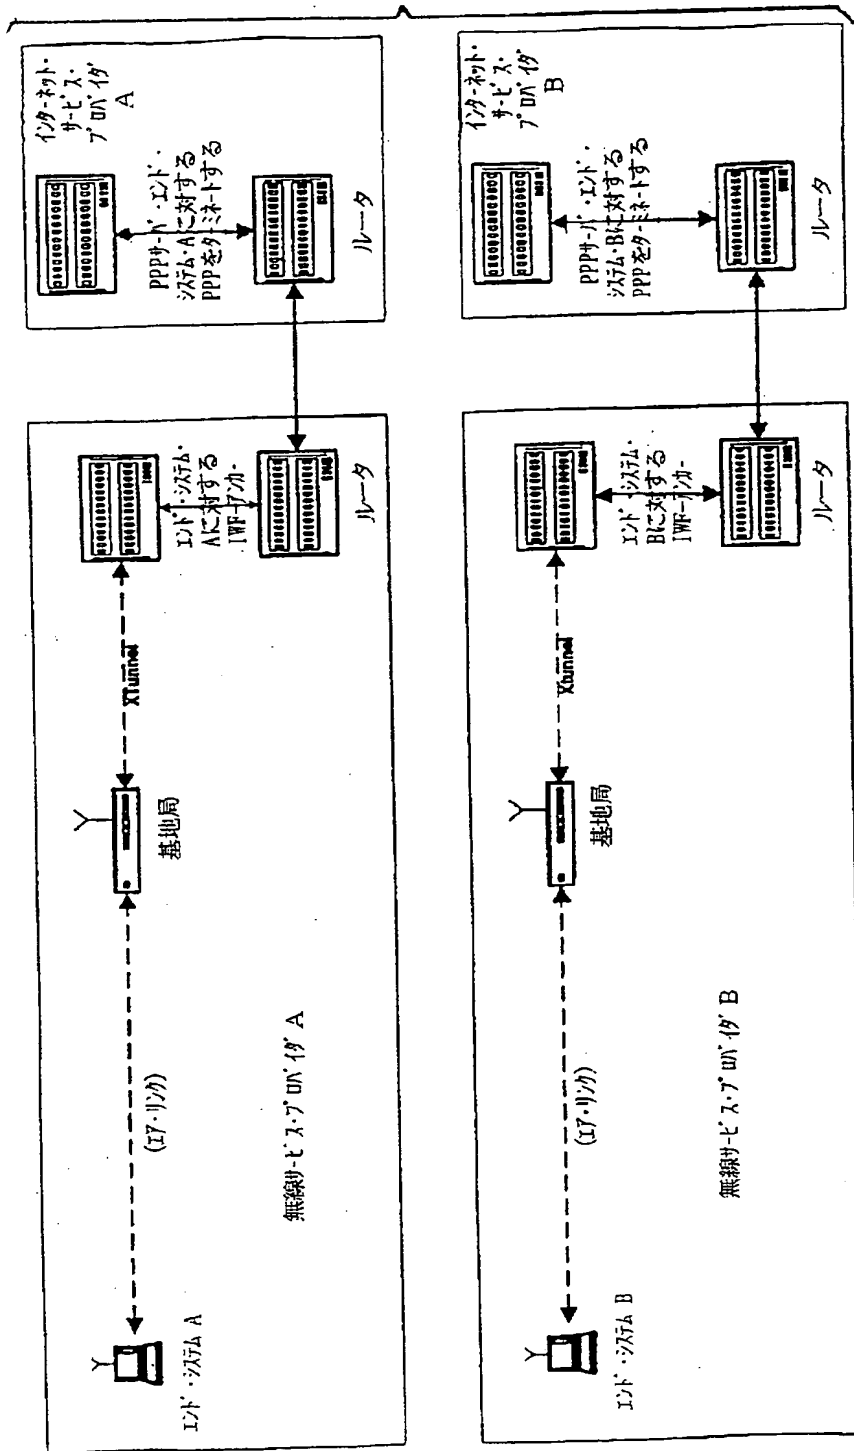 インターネット・
サービス・
プロバイダ
A
PPPサーバ・エンド・
システム・Aに対する
PPPをターミネートする
ルータ
エンド・システム・
Aに対する
IWF-アンカー
ルータ
XTunnel
基地局
(エア・リンク)
無線サービス・プロバイダ A
エンド・システム A
インターネット・
サービス・
プロバイダ
B
PPPサーバ・エンド・
システム・Bに対する
PPPをターミネートする
ルータ
エンド・システム・
Bに対する
IWF-アンカー
ルータ
Xtunnel
基地局
(エア・リンク)
無線サービス・プロバイダ B
エンド・システム B